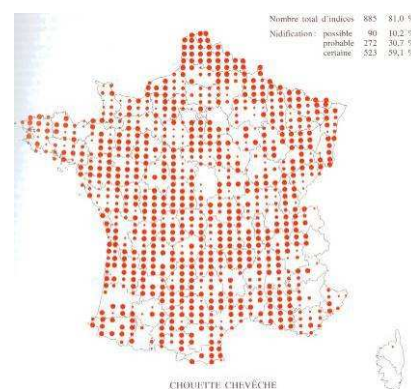 Nombre total d'indices 885 81.0 %
Nidification: possible 90 10.2 %
probable 272 30.7 %
certaine 523 59,1 %
CHOUETTE CHEVÊCHE